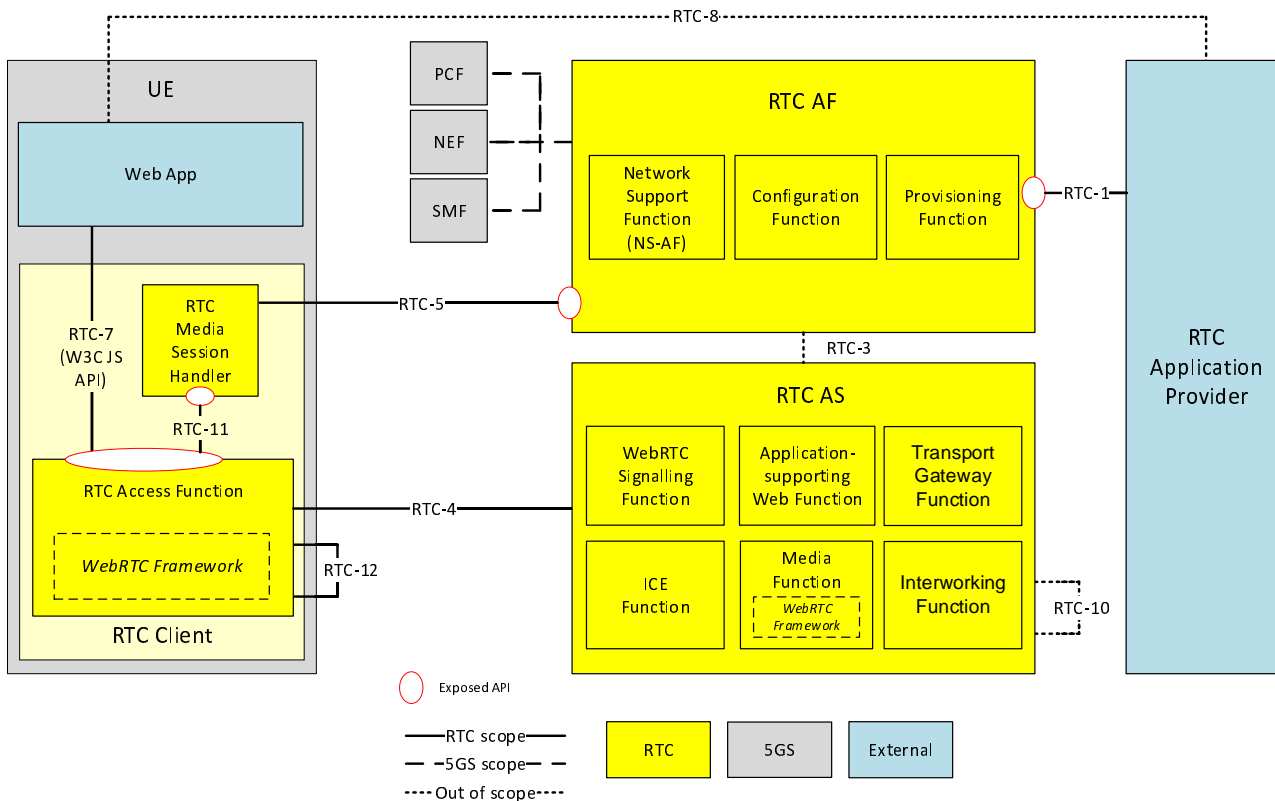 RTC-8
UE
Web App
PCF
NEF
SMF
RTC AF
Network
Support
Function
(NS-AF)
Configuration
Function
Provisioning
Function
RTC-1
RTC
Application
Provider
RTC-7
(W3C JS
API)
RTC
Media
Session
Handler
RTC-5
RTC-3
RTC-11
RTC Access Function
WebRTC Framework
RTC-12
RTC Client
RTC-4
RTC AS
WebRTC
Signalling
Function
Application-
supporting
Web Function
Transport
Gateway
Function
ICE
Function
Media
Function
WebRTC
Framework
Interworking
Function
RTC-10
Exposed API
RTC scope
5GS scope
Out of scope
RTC
5GS
External